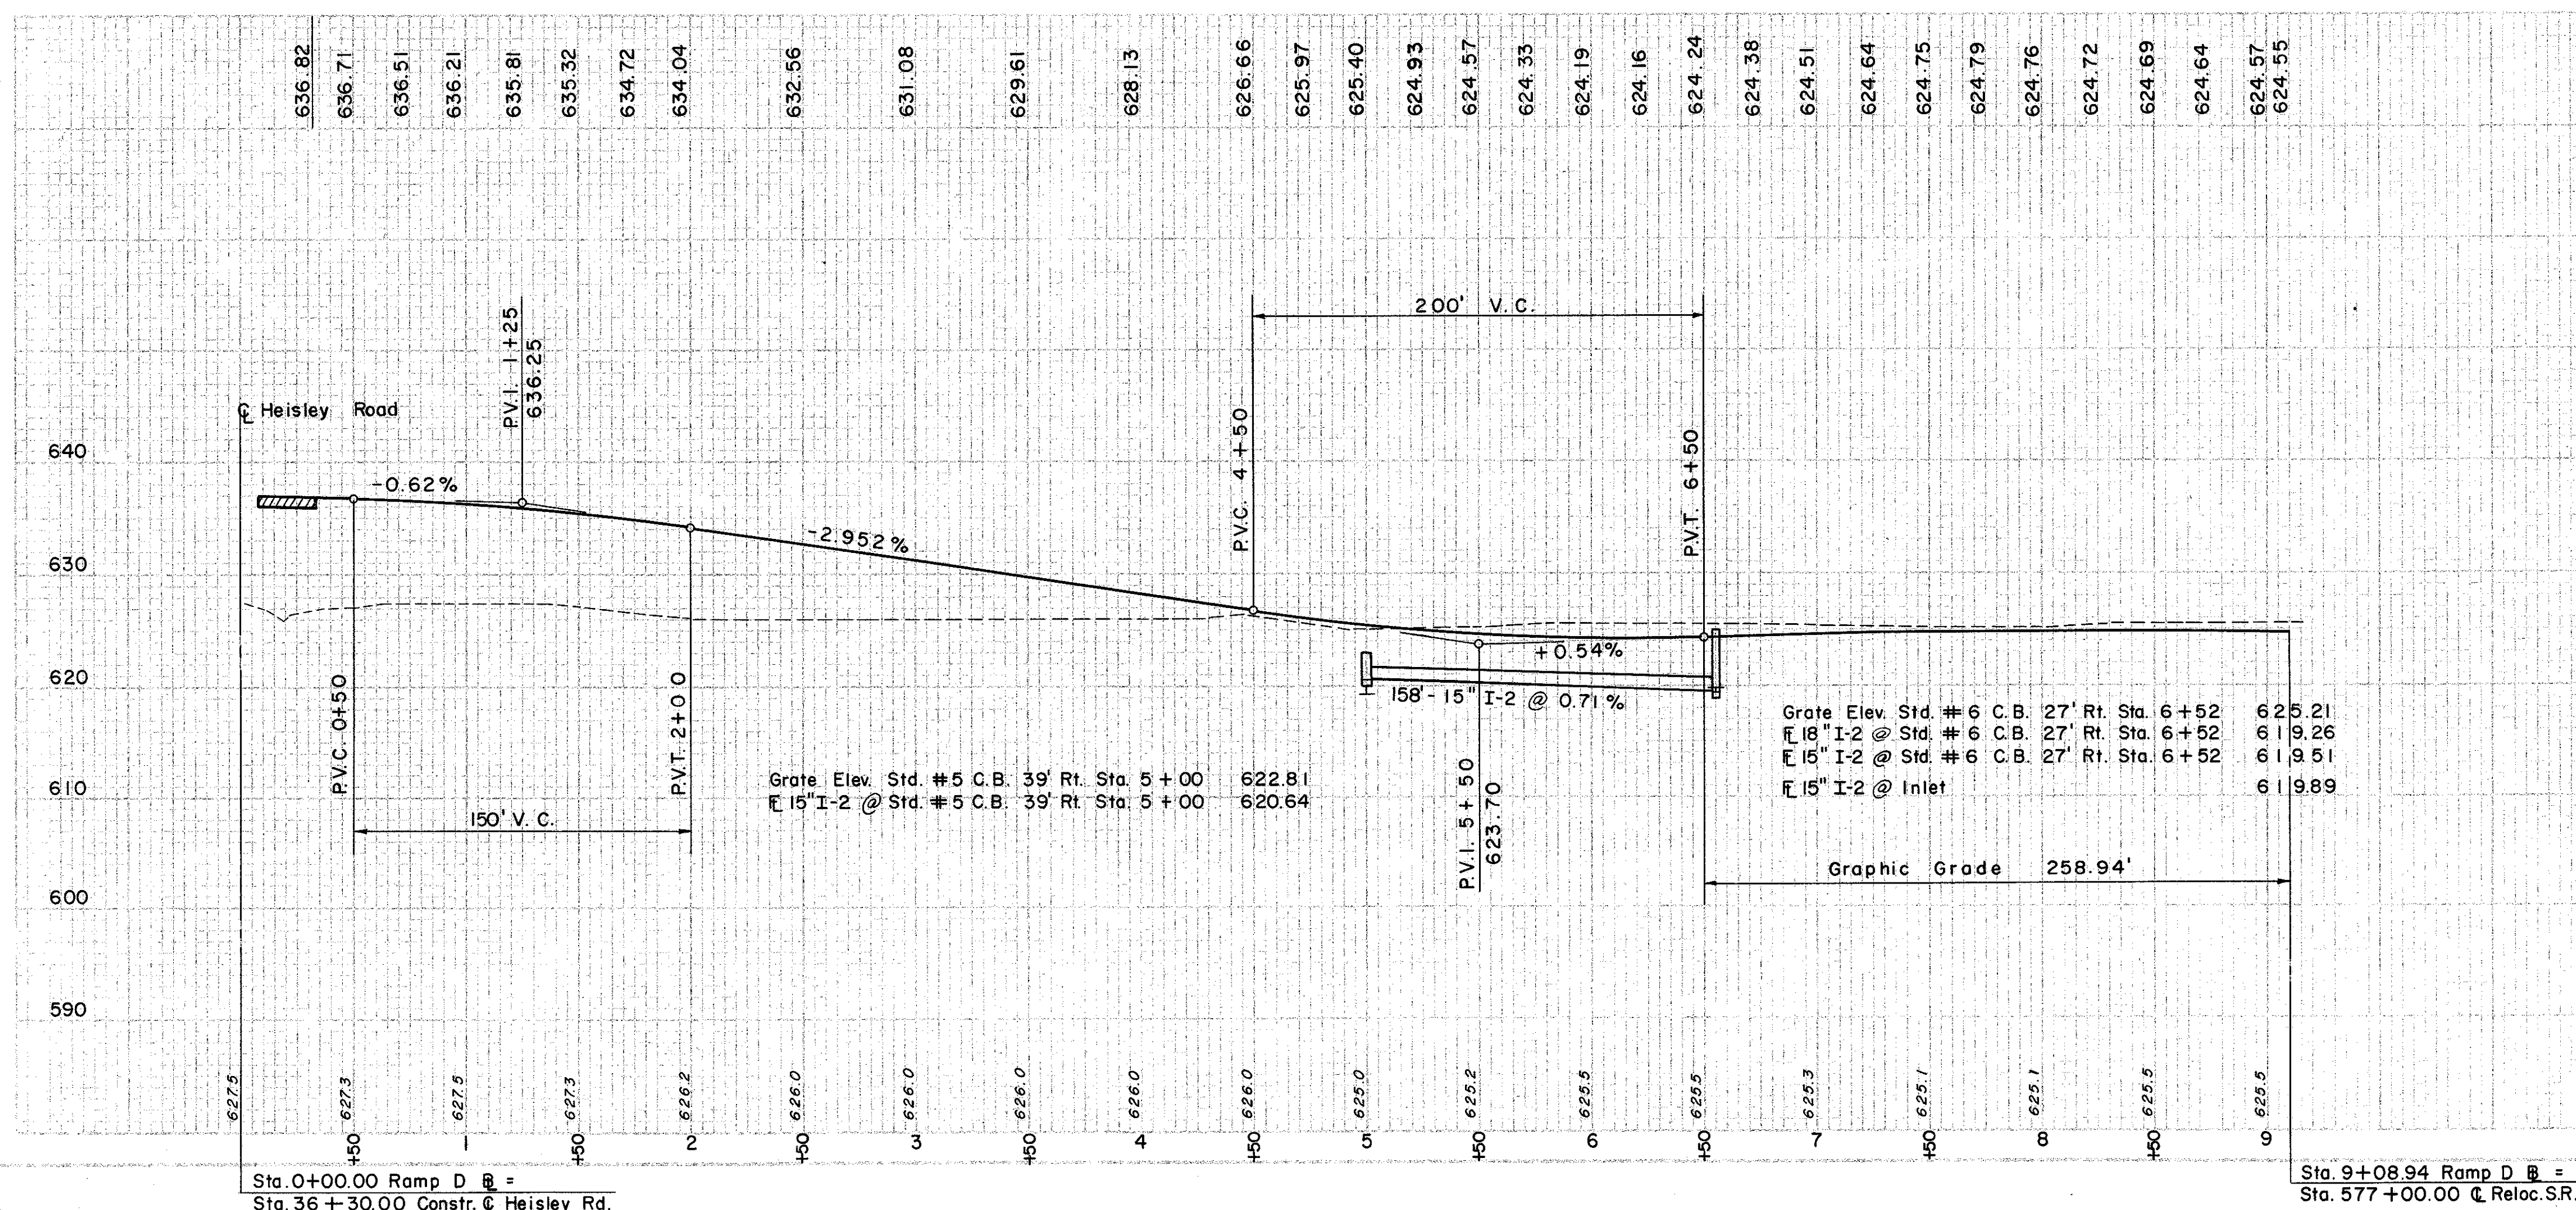 636.82
636.71
636.51
636.21
635.81
635.32
634.72
634.04
632.56
631.08
629.61
628.13
626.66
625.97
625.40
624.93
624.57
624.33
624.19
624.16
624.24
624.38
624.51
624.64
624.75
624.79
624.76
624.72
624.69
624.64
624.57
624.55
200' V.C.
P.V.I. 1+25
636.25
℄ Heisley Road
P.V.C. 4+50
P.V.T. 6+50
640
-0.62%
-2.952%
630
+0.54%
620
158'-15" I-2 @ 0.71%
P.V.C. 0+50
P.V.T. 2+00
Grate Elev. Std. #6 C.B. 27' Rt. Sta. 6+52 625.21
FL 18" I-2 @ Std. #6 C.B. 27' Rt. Sta. 6+52 619.26
FL 15" I-2 @ Std. #6 C.B. 27' Rt. Sta. 6+52 619.51
FL 15" I-2 @ Inlet 619.89
610
Grate Elev. Std. #5 C.B. 39' Rt. Sta. 5+00 622.81
FL 15" I-2 @ Std. #5 C.B. 39' Rt. Sta. 5+00 620.64
150' V.C.
P.V.I. 5+50
623.70
Graphic Grade 258.94'
600
590
627.5
627.3
627.5
627.3
626.2
626.0
626.0
626.0
626.0
626.0
625.0
625.2
625.5
625.5
625.3
625.1
625.1
625.5
625.5
+50 1 +50 2 +50 3 +50 4 +50 5 +50 6 +50 7 +50 8 +50 9
Sta. 0+00.00 Ramp D BL =
Sta. 36+30.00 Constr. ℄ Heisley Rd.
Sta. 9+08.94 Ramp D BL =
Sta. 577+00.00 ℄ Reloc. S.R.